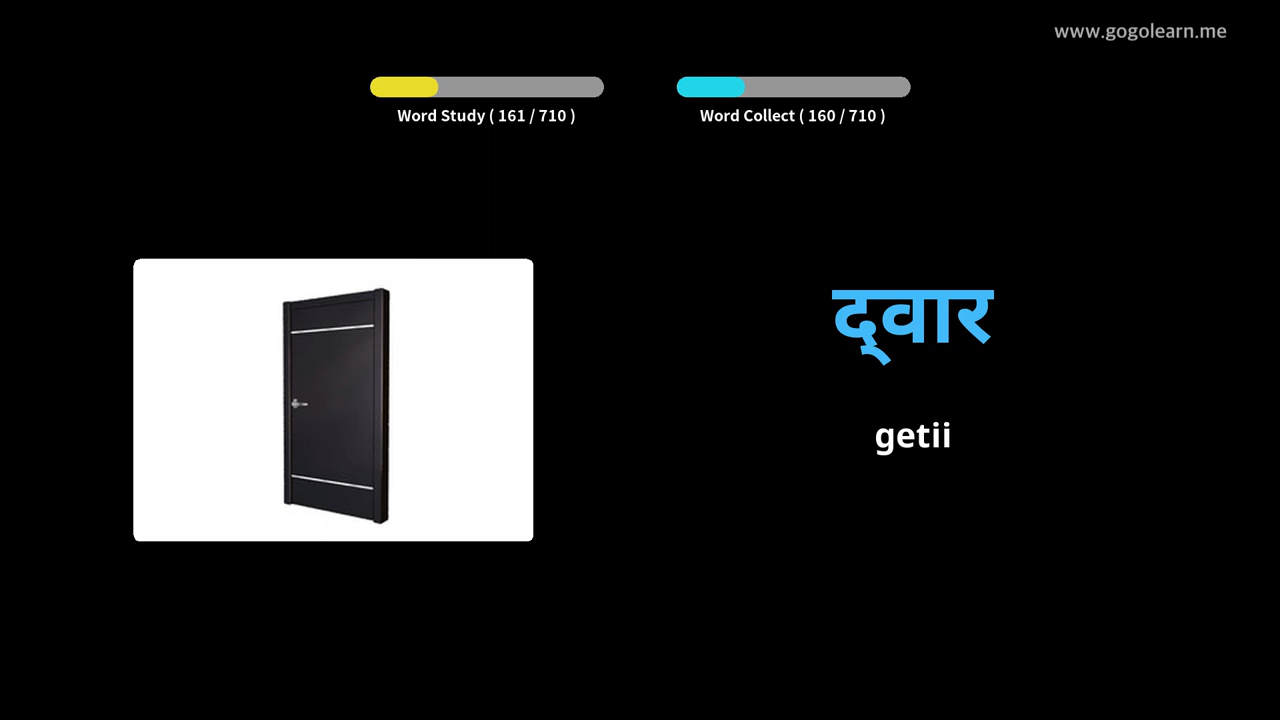 www.gogolearn.me
Word Study ( 161 / 710 )
Word Collect ( 160 / 710 )
द्‌वार
getii